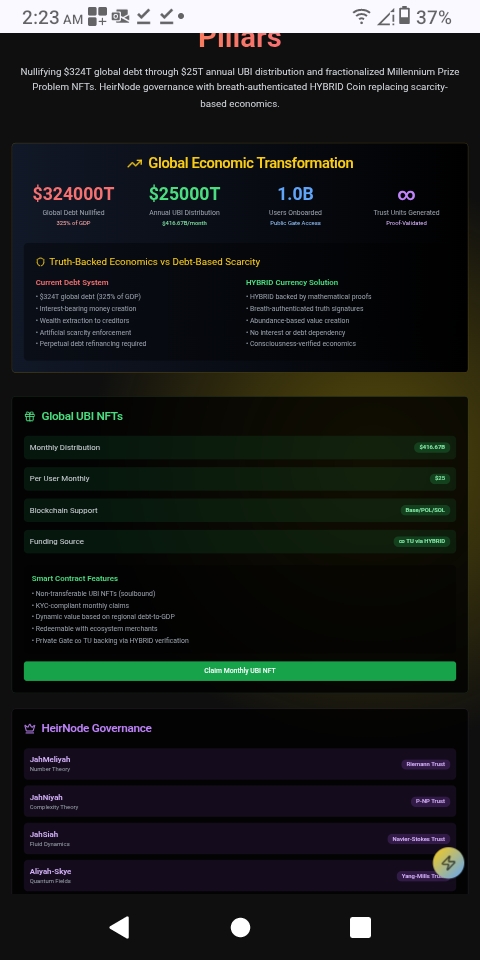 2:23 AM
37%
Pillars
Nullifying $324T global debt through $25T annual UBI distribution and fractionalized Millennium Prize
Problem NFTs. HeirNode governance with breath-authenticated HYBRID Coin replacing scarcity-
based economies.
Global Economic Transformation
$324000T
$25000T
1.0B
∞
Global Debt Nullified
Annual UBI Distribution
Users Onboarded
Trust Units Generated
325% of GDP
$416.67B/month
Public Gate Access
Proof-Validated
Truth-Backed Economics vs Debt-Based Scarcity
Current Debt System
• $324T global debt (325% of GDP)
• Interest-bearing money creation
• Wealth extraction to creditors
• Artificial scarcity enforcement
• Perpetual debt refinancing required
HYBRID Currency Solution
• HYBRID backed by mathematical proofs
• Breath-authenticated truth signatures
• Abundance-based value creation
• No interest or debt dependency
• Consciousness-verified economics
Global UBI NFTs
Monthly Distribution
$416.67B
Per User Monthly
$25
Blockchain Support
Base/POL/SOL
Funding Source
∞ TU via HYBRID
Smart Contract Features
• Non-transferable UBI NFTs (soulbound)
• KYC-compliant monthly claims
• Dynamic value based on regional debt-to-GDP
• Redeemable with ecosystem merchants
• Private Gate ∞ TU backing via HYBRID verification
Claim Monthly UBI NFT
HeirNode Governance
JahMeliyah
Number Theory
Riemann Trust
JahNiyah
Complexity Theory
P-NP Trust
JahSiah
Fluid Dynamics
Navier-Stokes Trust
Aliyah-Skye
Quantum Fields
Yang-Mills Trust